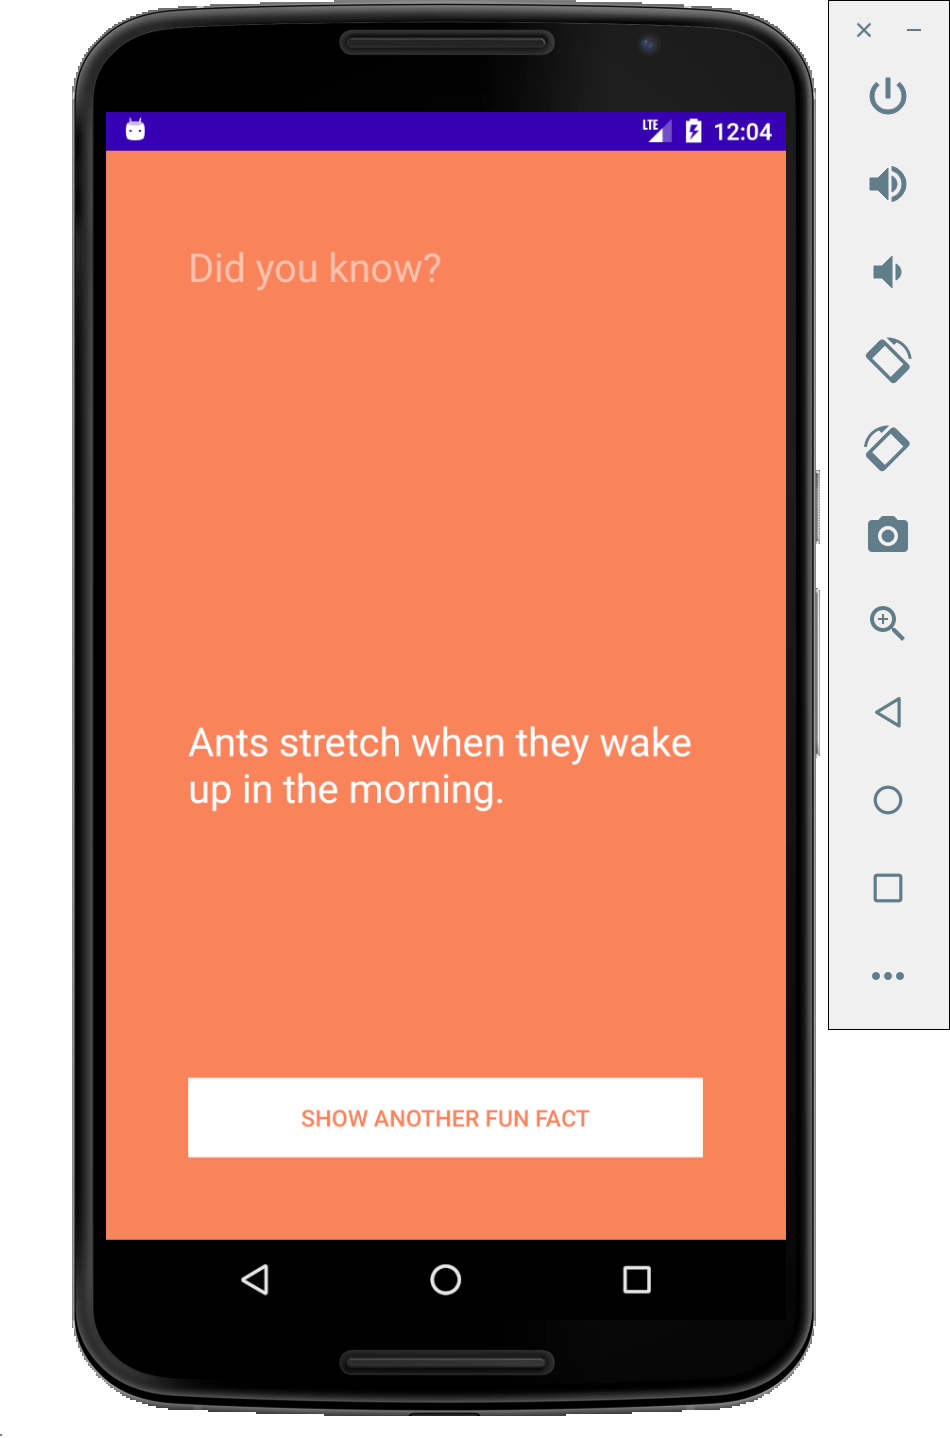 LTE 12:04
Did you know?
Ants stretch when they wake
up in the morning.
SHOW ANOTHER FUN FACT